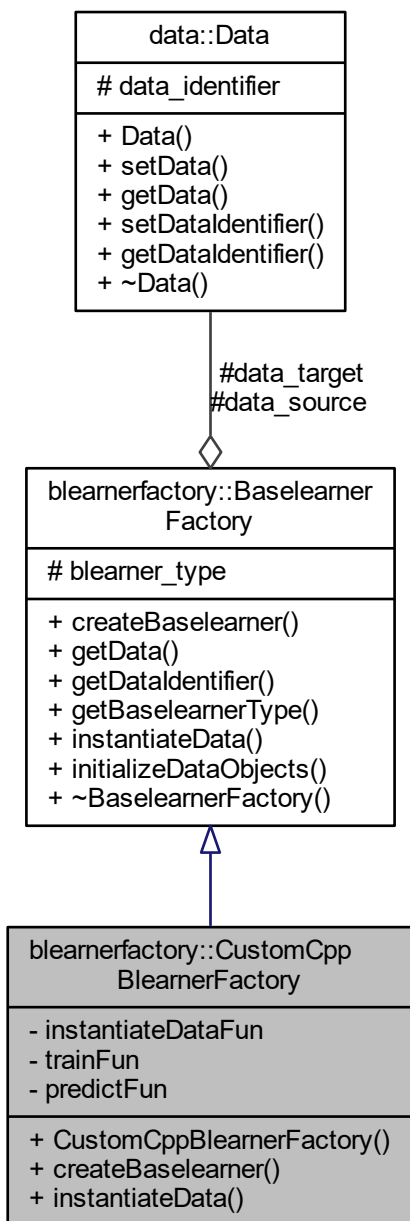 data::Data
# data_identifier
+ Data()
+ setData()
+ getData()
+ setDataIdentifier()
+ getDataIdentifier()
+ ~Data()
#data_target
#data_source
blearnerfactory::Baselearner
Factory
# blearner_type
+ createBaselearner()
+ getData()
+ getDataIdentifier()
+ getBaselearnerType()
+ instantiateData()
+ initializeDataObjects()
+ ~BaselearnerFactory()
blearnerfactory::CustomCpp
BlearnerFactory
- instantiateDataFun
- trainFun
- predictFun
+ CustomCppBlearnerFactory()
+ createBaselearner()
+ instantiateData()